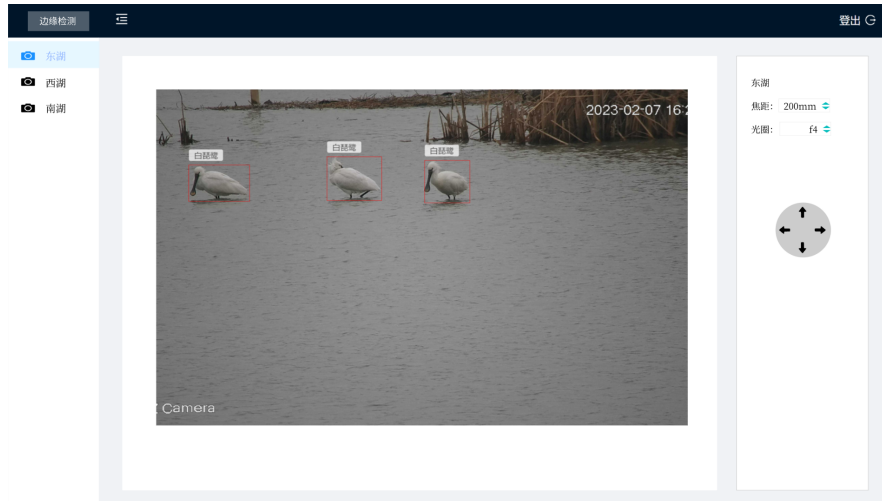 边缘检测
登出
东湖
西湖
南湖
2023-02-07 16:2
白琵鹭
白琵鹭
白琵鹭
Camera
东湖
焦距: 200mm
光圈: f4